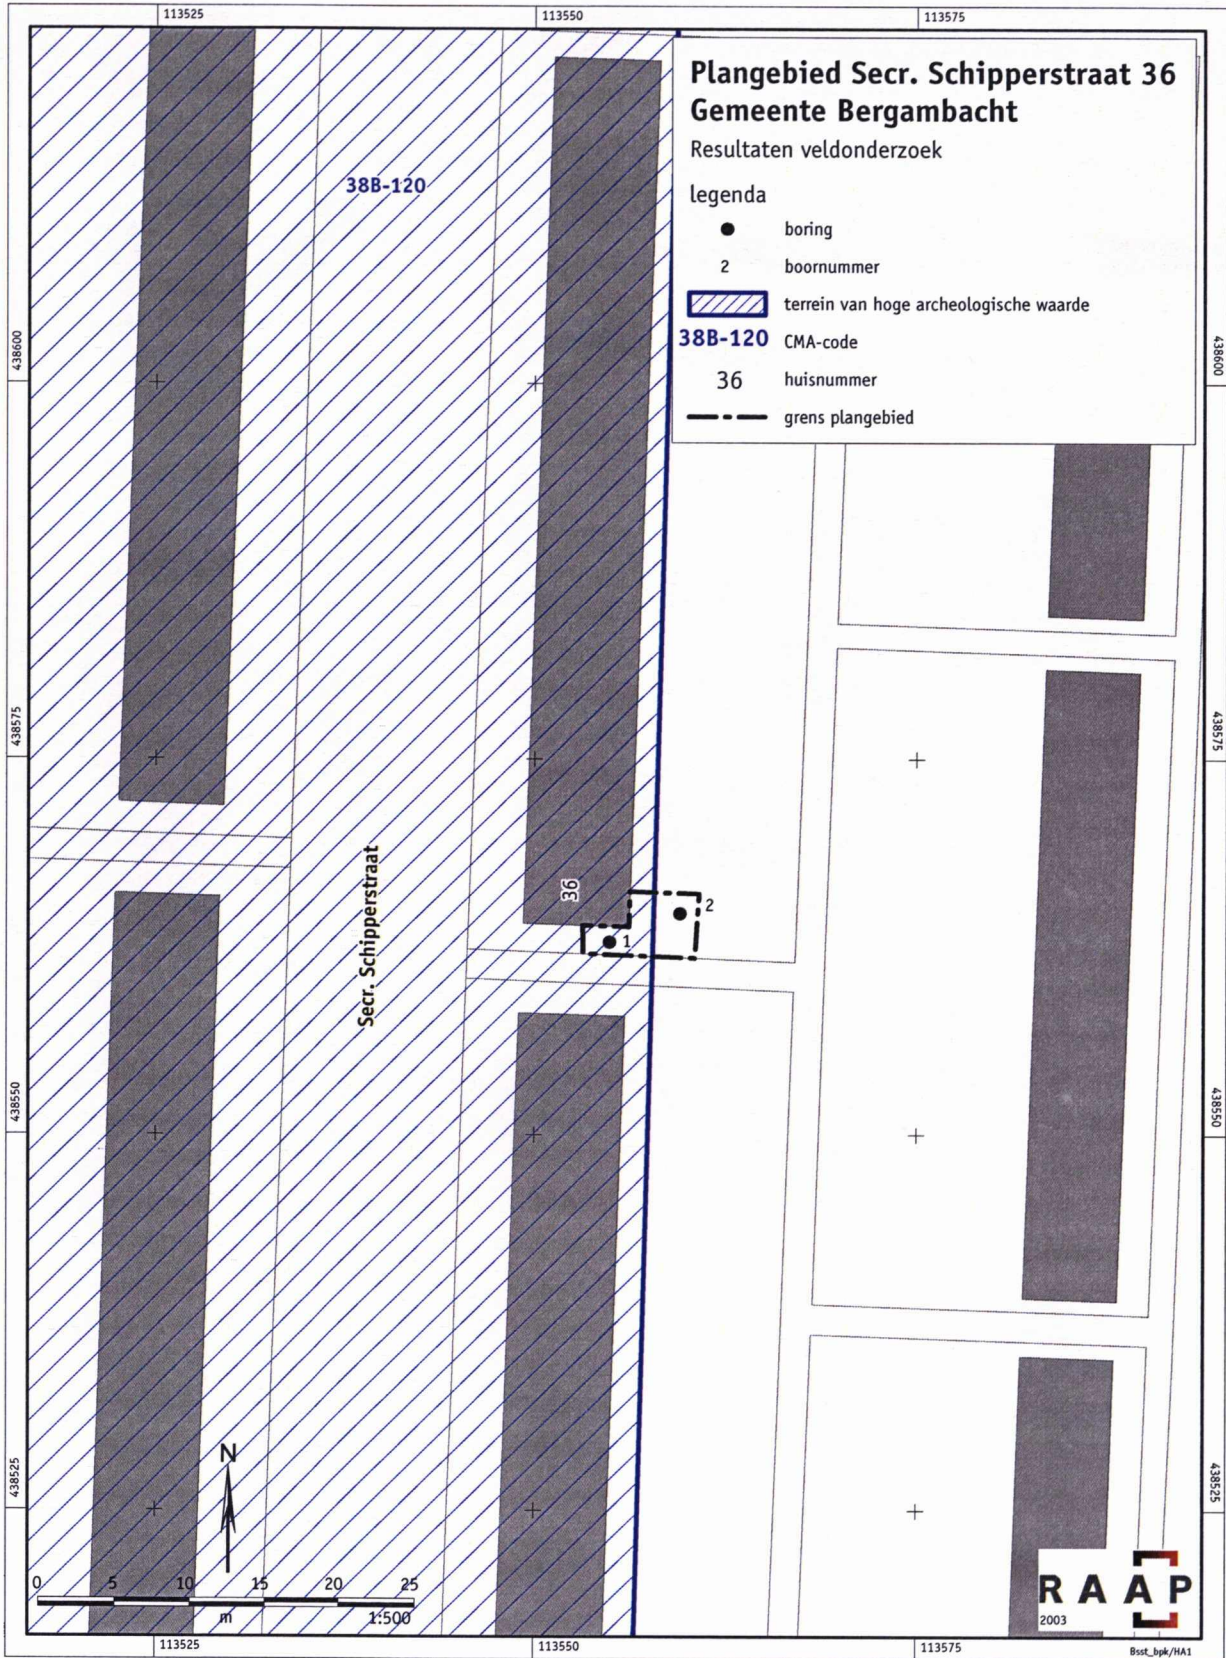 113525
113550
113575
Plangebied Secr. Schipperstraat 36
Gemeente Bergambacht
Resultaten veldonderzoek
legenda
boring
2 boornummer
terrein van hoge archeologische waarde
38B-120 CMA-code
36 huisnummer
grens plangebied
38B-120
438600
438600
438575
438575
Secr. Schipperstraat
36
2
1
438550
438550
438525
438525
N
0 5 10 15 20 25
m 1:500
RAAP
2003
113525
113550
113575
Bsst_bpk/HA1